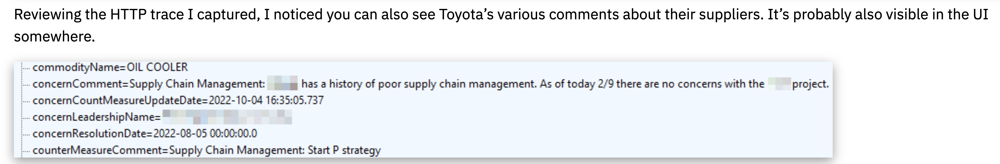 Reviewing the HTTP trace I captured, I noticed you can also see Toyota’s various comments about their suppliers. It’s probably also visible in the UI
somewhere.
commodityName=OIL COOLER
concernComment=Supply Chain Management: has a history of poor supply chain management. As of today 2/9 there are no concerns with the project.
concernCountMeasureUpdateDate=2022-10-04 16:35:05.737
concernLeadershipName=
concernResolutionDate=2022-08-05 00:00:00.0
counterMeasureComment=Supply Chain Management: Start P strategy